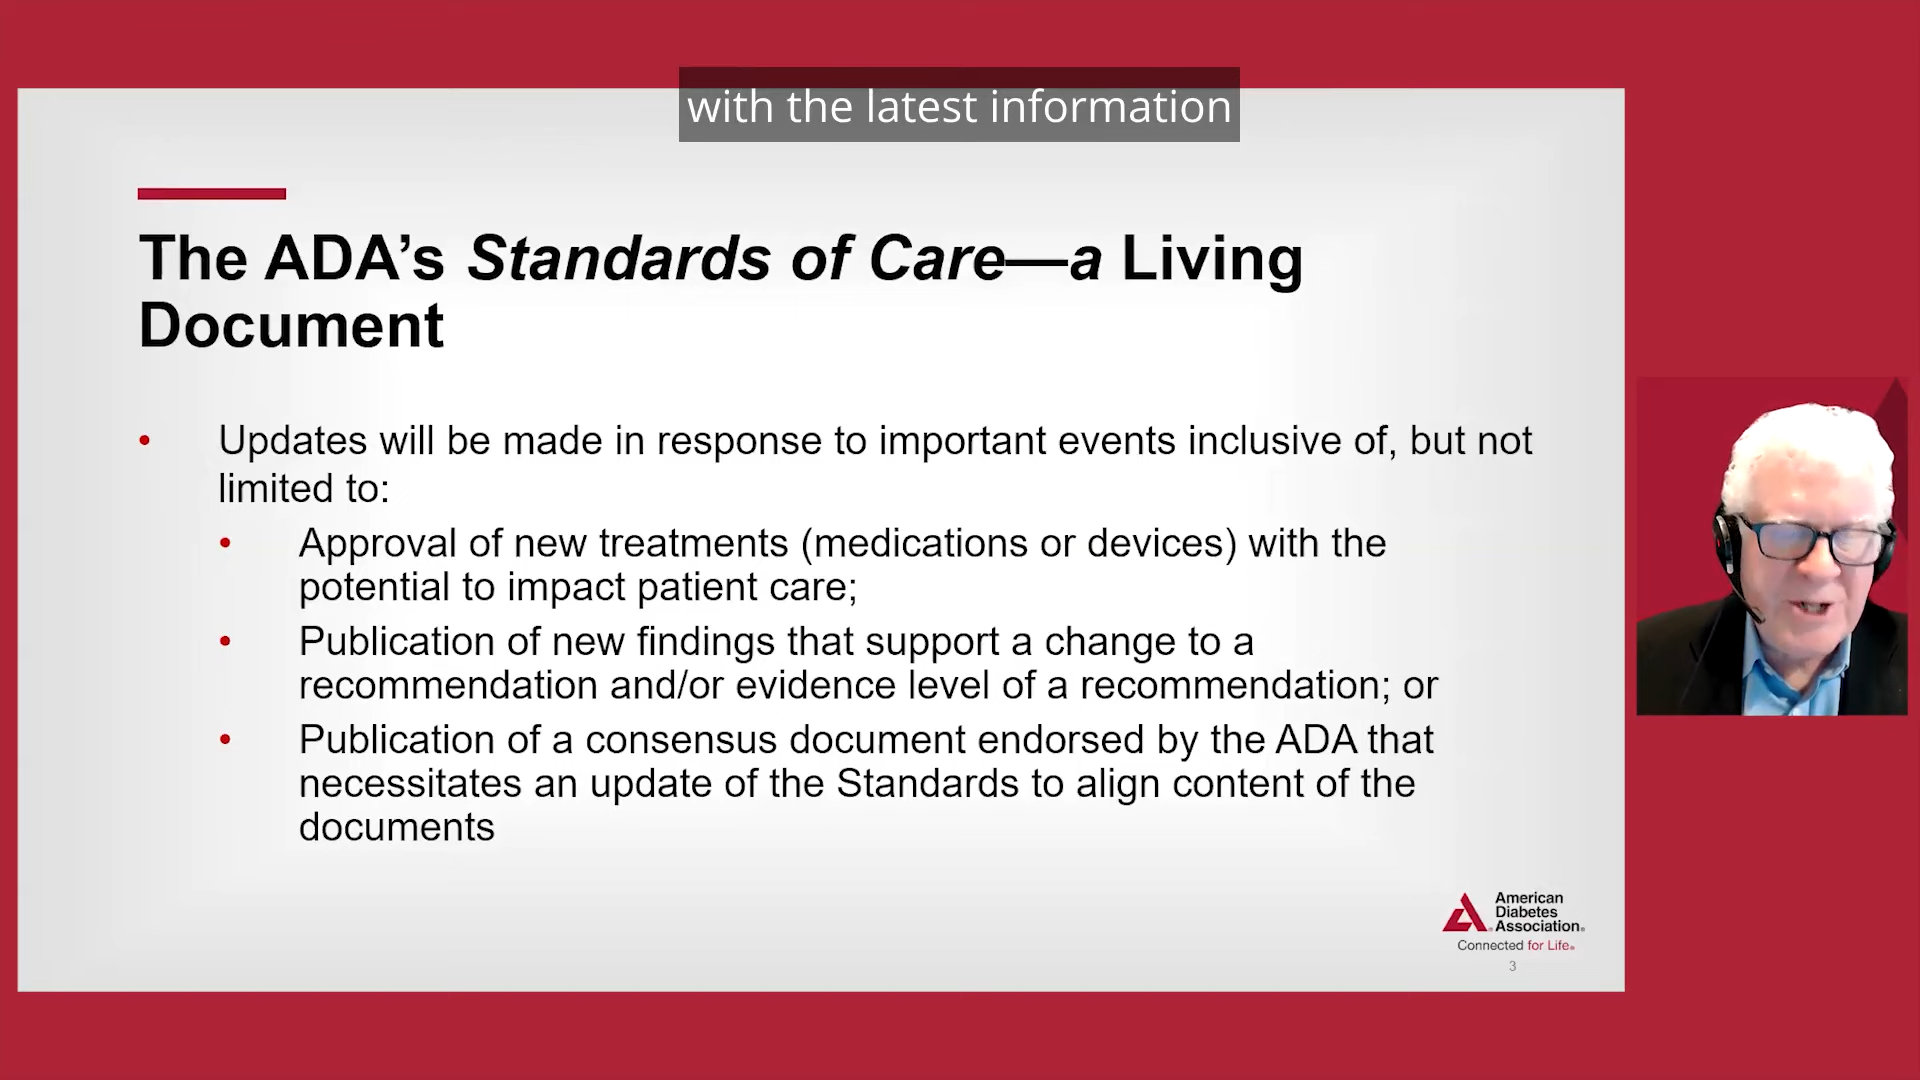 with the latest information
The ADA’s Standards of Care—a Living
Document
• Updates will be made in response to important events inclusive of, but not
limited to:
• Approval of new treatments (medications or devices) with the
potential to impact patient care;
• Publication of new findings that support a change to a
recommendation and/or evidence level of a recommendation; or
• Publication of a consensus document endorsed by the ADA that
necessitates an update of the Standards to align content of the
documents
American
Diabetes
Association®
Connected for Life®
3